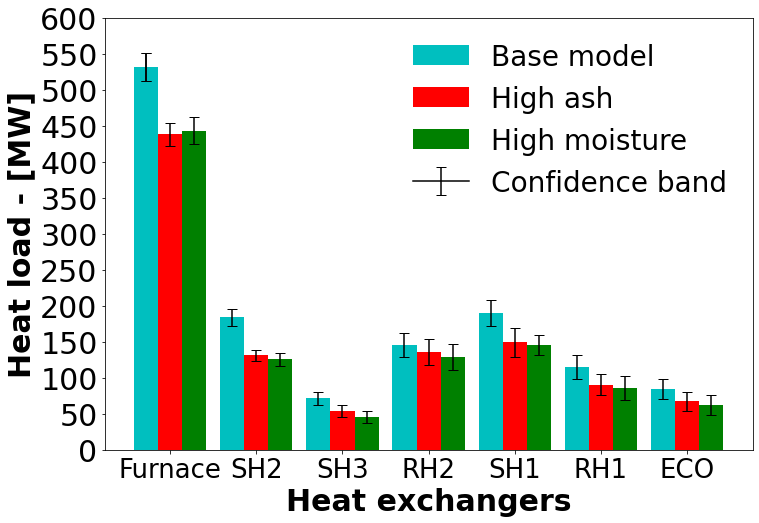 600
550
500
450
400
350
300
250
200
150
100
50
0
Heat load - [MW]
Base model
High ash
High moisture
Confidence band
Furnace SH2 SH3 RH2 SH1 RH1 ECO
Heat exchangers